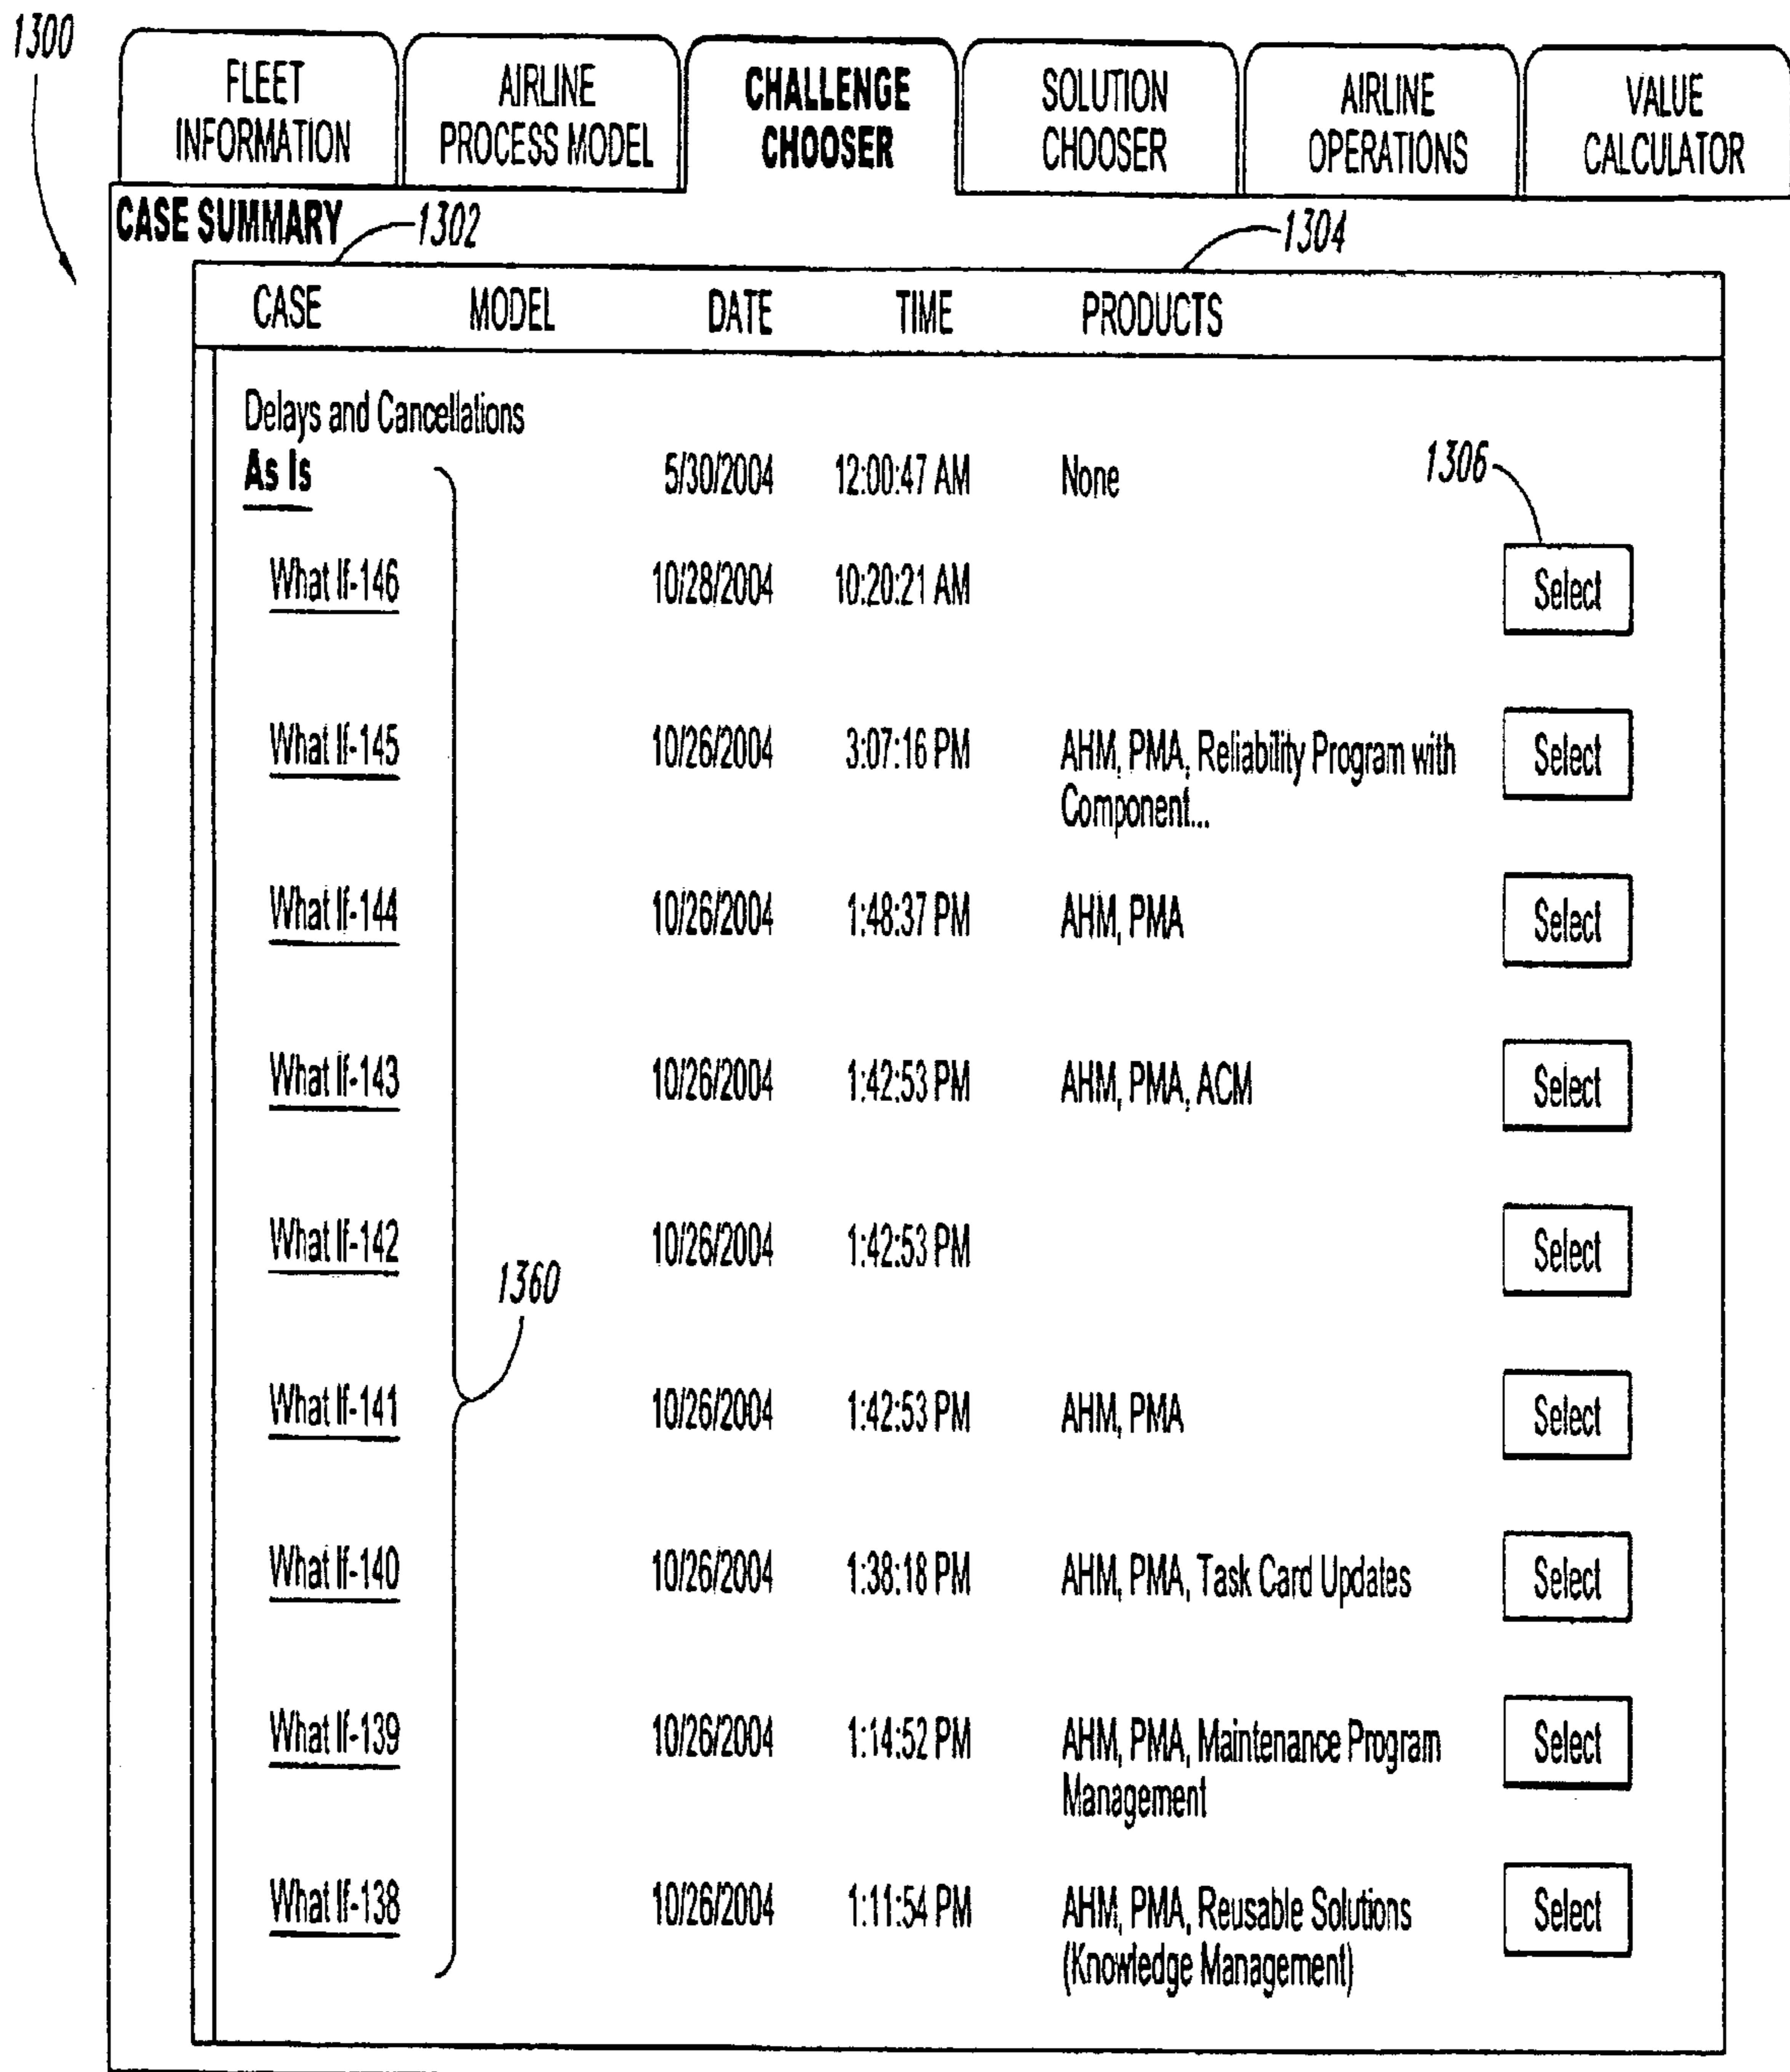 1300
FLEET INFORMATION
AIRLINE PROCESS MODEL
CHALLENGE CHOOSER
SOLUTION CHOOSER
AIRLINE OPERATIONS
VALUE CALCULATOR
CASE SUMMARY
1302
1304
CASE MODEL DATE TIME PRODUCTS
Delays and Cancellations
As Is 5/30/2004 12:00:47 AM None
1306
What If-146 10/28/2004 10:20:21 AM Select
What If-145 10/26/2004 3:07:16 PM AHM, PMA, Reliability Program with Select
Component...
What If-144 10/26/2004 1:48:37 PM AHM, PMA Select
What If-143 10/26/2004 1:42:53 PM AHM, PMA, ACM Select
What If-142 10/26/2004 1:42:53 PM Select
1360
What If-141 10/26/2004 1:42:53 PM AHM, PMA Select
What If-140 10/26/2004 1:38:18 PM AHM, PMA, Task Card Updates Select
What If-139 10/26/2004 1:14:52 PM AHM, PMA, Maintenance Program Select
Management
What If-138 10/26/2004 1:11:54 PM AHM, PMA, Reusable Solutions Select
(Knowledge Management)